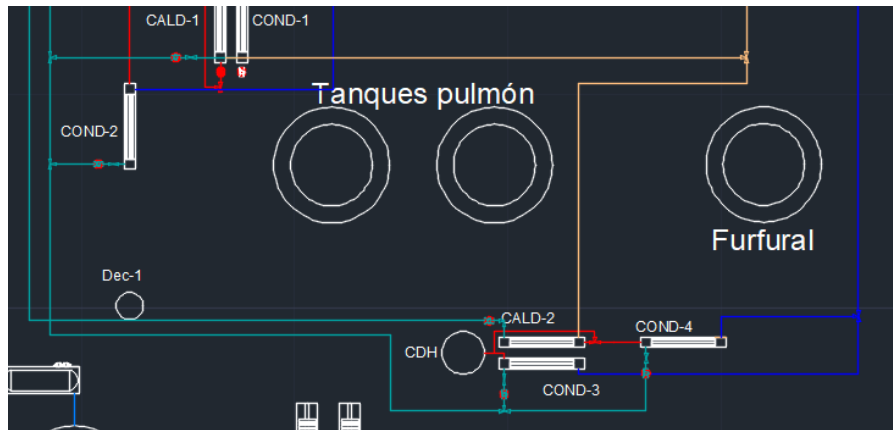 CALD-1
COND-1
Tanques pulmón
COND-2
Furfural
Dec-1
CALD-2
COND-4
CDH
COND-3